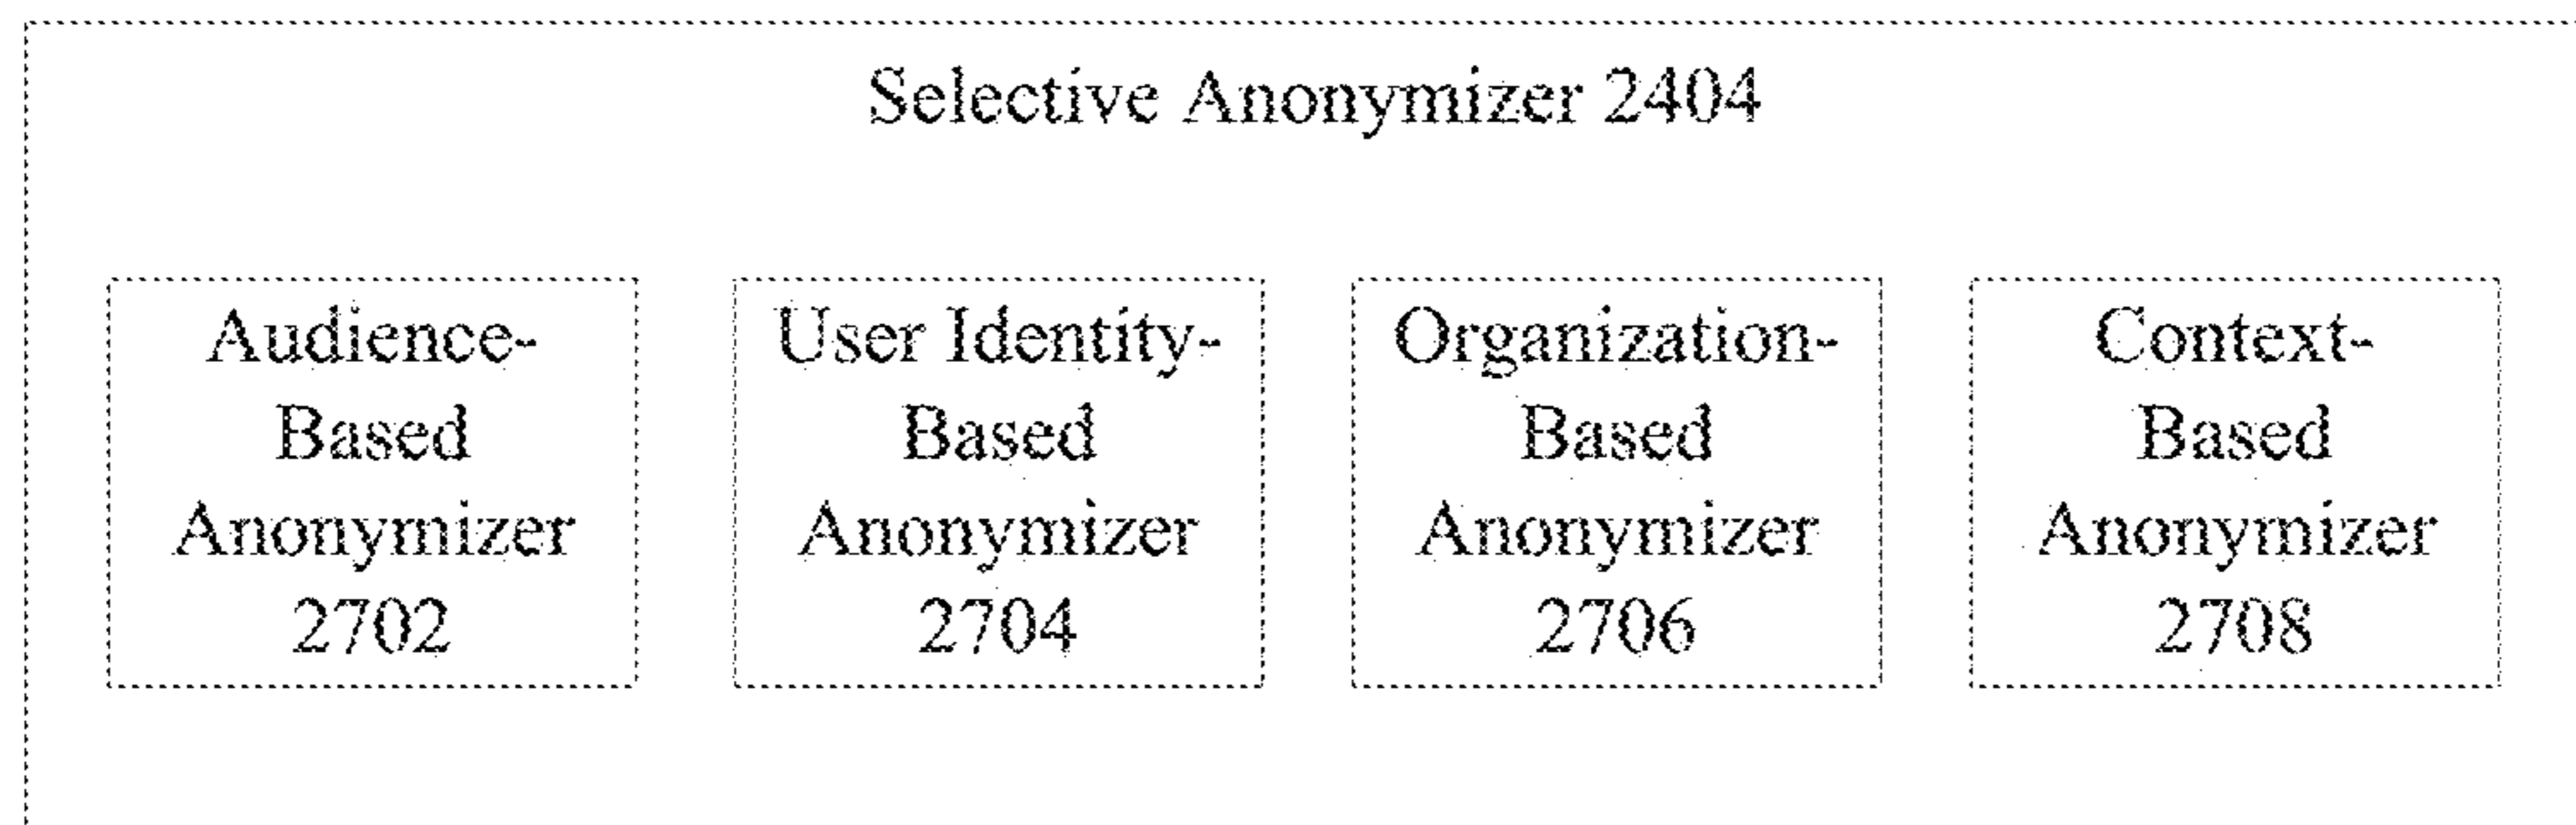 Selective Anonymizer 2404
Audience-
Based
Anonymizer
2702
User Identity-
Based
Anonymizer
2704
Organization-
Based
Anonymizer
2706
Context-
Based
Anonymizer
2708